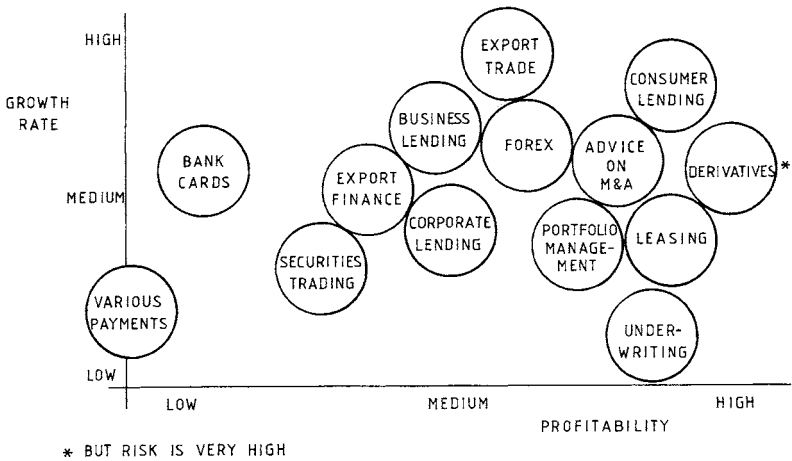 HIGH
GROWTH
RATE
MEDIUM
LOW
EXPORT
TRADE
CONSUMER
LENDING
BUSINESS
LENDING
FOREX
ADVICE
ON
M&A
DERIVATIVES *
BANK
CARDS
EXPORT
FINANCE
CORPORATE
LENDING
PORTFOLIO
MANAGE-
MENT
LEASING
SECURITIES
TRADING
VARIOUS
PAYMENTS
UNDER-
WRITING
LOW
MEDIUM
HIGH
PROFITABILITY
* BUT RISK IS VERY HIGH